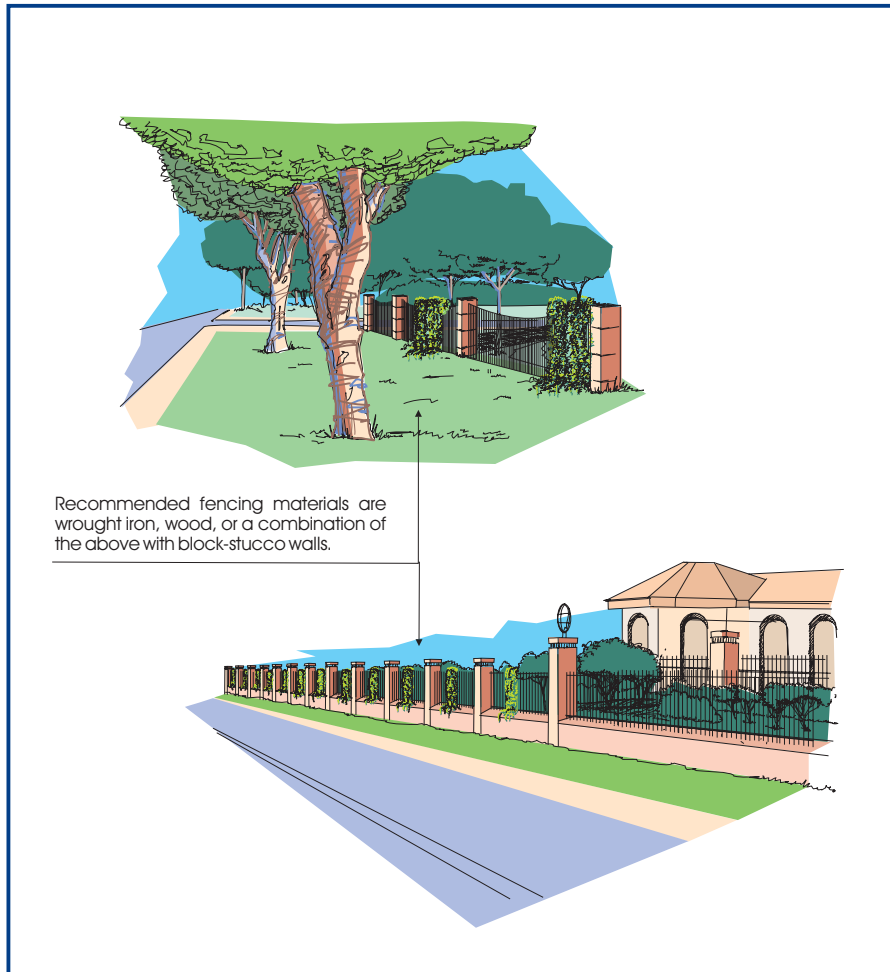 Recommended fencing materials are
wrought iron, wood, or a combination of
the above with block-stucco walls.